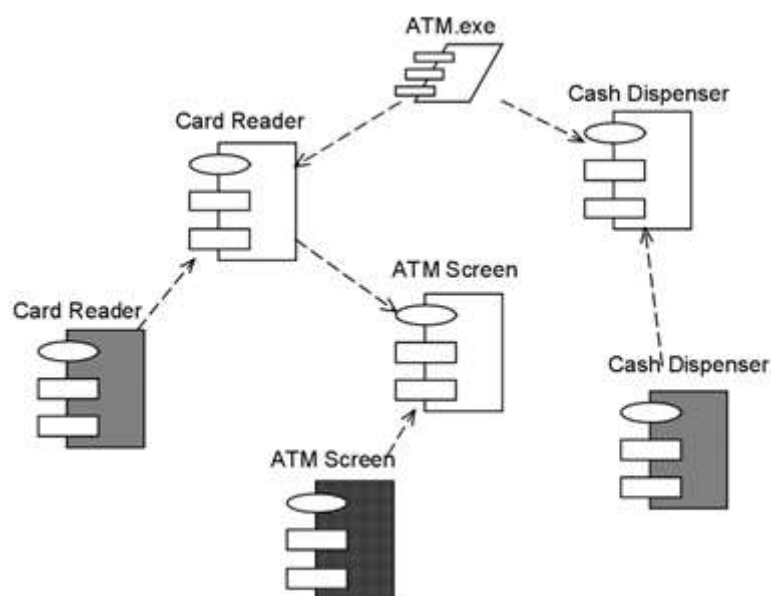 ATM.exe
Cash Dispenser
Card Reader
ATM Screen
Card Reader
Cash Dispenser
ATM Screen